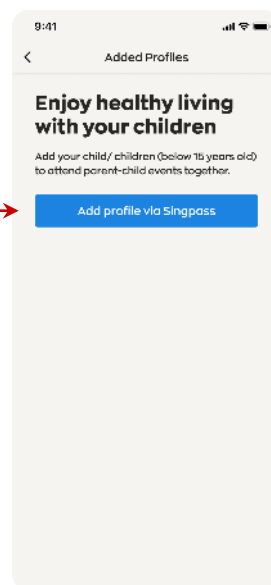 9:41
Added Profiles
Enjoy healthy living
with your children
Add your child/ children (below 15 years old)
to attend parent-child events together.
Add profile via Singpass